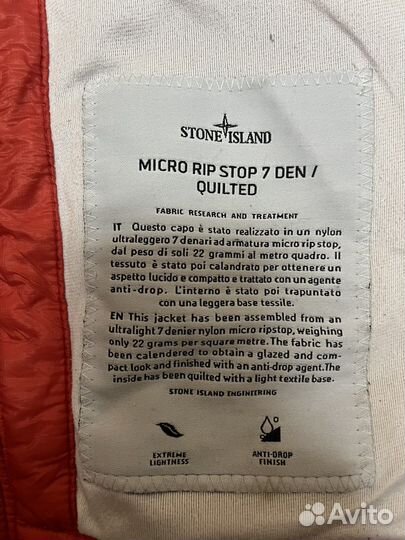 STONE ISLAND
MICRO RIP STOP 7 DEN /
QUILTED
FABRIC RESEARCH AND TREATMENT
IT Questo capo è stato realizzato in un nylon
ultraleggero 7 denari ad armatura micro rip stop,
dal peso di soli 22 grammi al metro quadro. Il
tessuto è stato poi calandrato per ottenere un
aspetto lucido e compatto e trattato con un agente
anti-drop. L'interno è stato poi trapuntato
con una leggera base tessile.
EN This jacket has been assembled from an
ultralight 7 denier nylon micro ripstop, weighing
only 22 grams per square metre. The fabric has
been calendered to obtain a glazed and com-
pact look and finished with an anti-drop agent. The
inside has been quilted with a light textile base.
STONE ISLAND ENGINEERING
EXTREME
LIGHTNESS
ANTI-DROP
FINISH
Avito